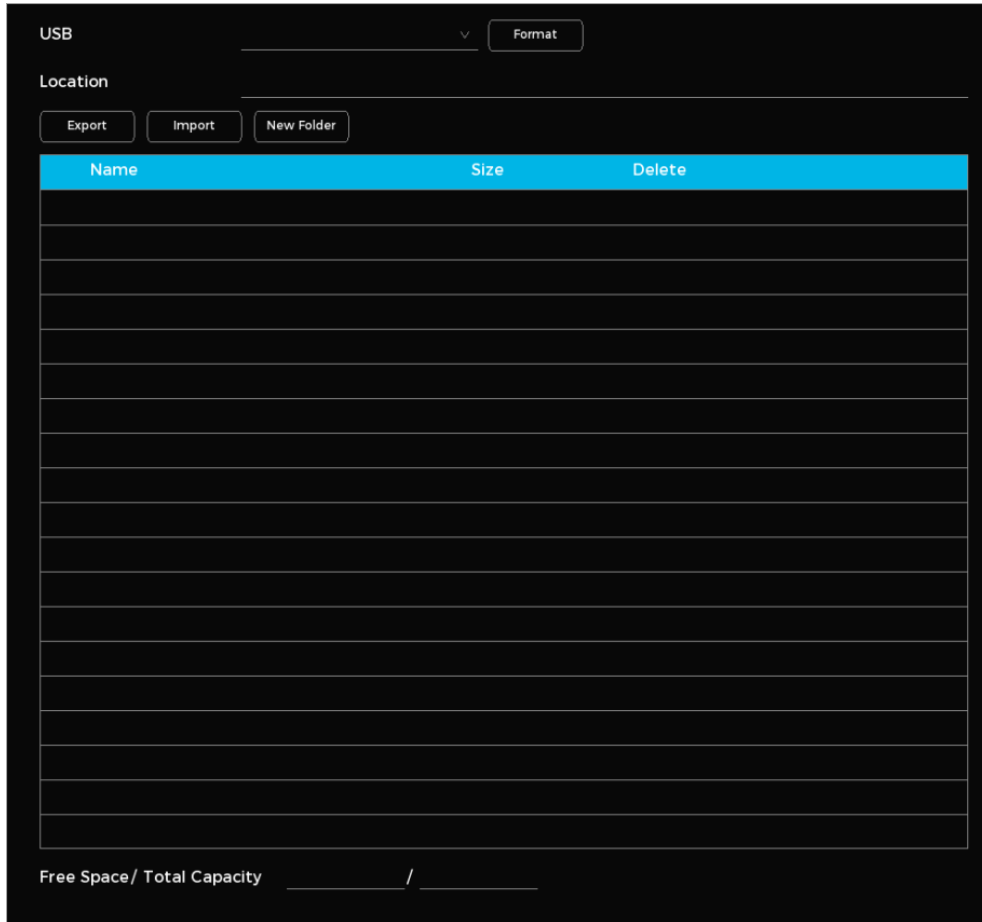 USB Format
Location
Export Import New Folder
Name Size Delete
Free Space/ Total Capacity /